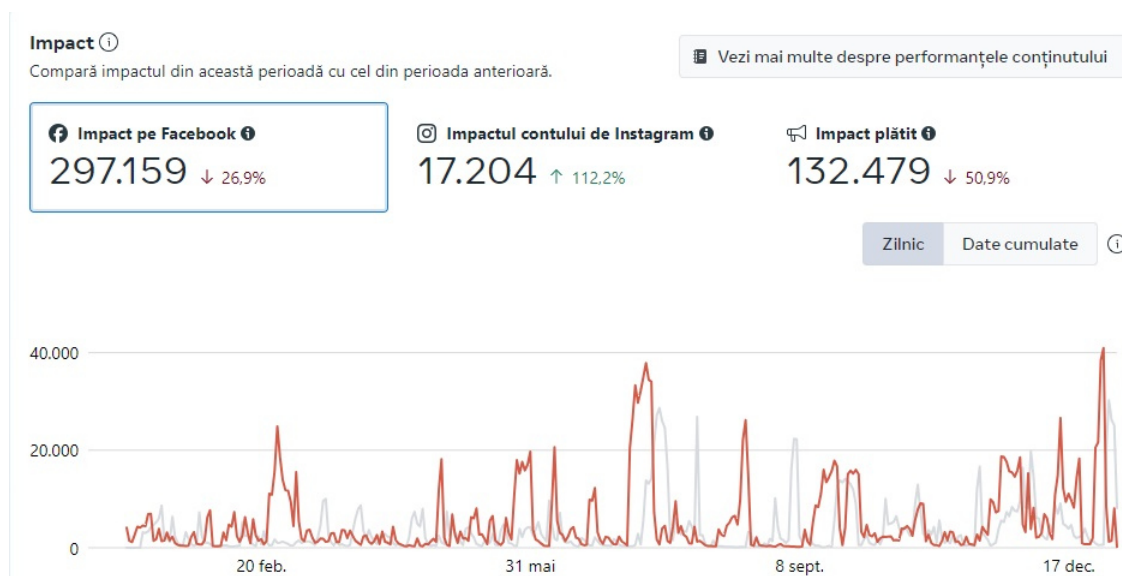 Impact
Compară impactul din această perioadă cu cel din perioada anterioară.
Vezi mai multe despre performanțele conținutului
Impact pe Facebook
297.159 ↓ 26,9%
Impactul contului de Instagram
17.204 ↑ 112,2%
Impact plătit
132.479 ↓ 50,9%
Zilnic
Date cumulate
40.000
20.000
0
20 feb.
31 mai
8 sept.
17 dec.